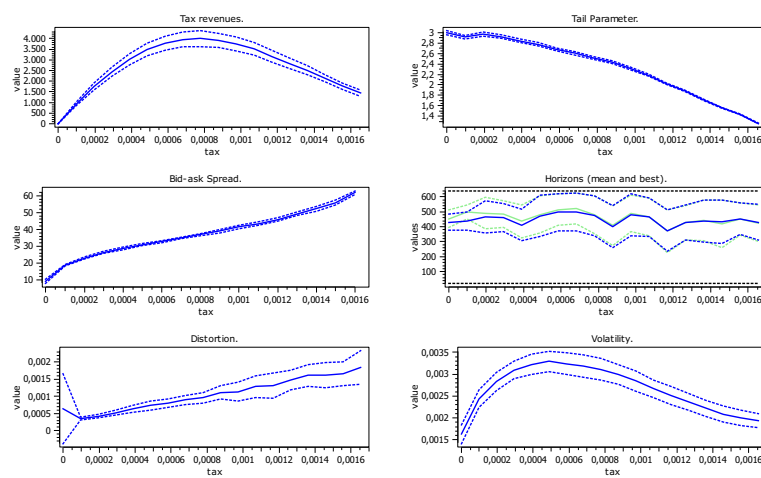 Tax revenues.
4.000
3.500
3.000
2.500
2.000
1.500
1.000
500
0
value
0 0,0002 0,0004 0,0006 0,0008 0,001 0,0012 0,0014 0,0016
tax
Tail Parameter.
3
2,8
2,6
2,4
2,2
2
1,8
1,6
1,4
value
0 0,0002 0,0004 0,0006 0,0008 0,001 0,0012 0,0014 0,0016
tax
Bid-ask Spread.
60
50
40
30
20
10
value
0 0,0002 0,0004 0,0006 0,0008 0,001 0,0012 0,0014 0,0016
tax
Horizons (mean and best).
600
500
400
300
200
100
values
0 0,0002 0,0004 0,0006 0,0008 0,001 0,0012 0,0014 0,0016
tax
Distortion.
0,002
0,0015
0,001
0,0005
0
value
0 0,0002 0,0004 0,0006 0,0008 0,001 0,0012 0,0014 0,0016
tax
Volatility.
0,0035
0,003
0,0025
0,002
0,0015
value
0 0,0002 0,0004 0,0006 0,0008 0,001 0,0012 0,0014 0,0016
tax